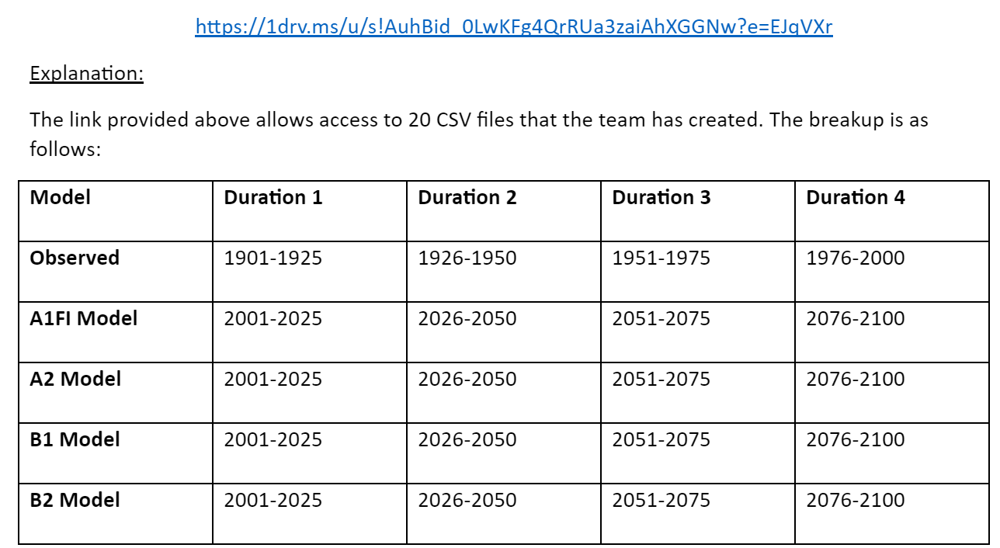 https://1drv.ms/u/s!AuhBid_0LwKFg4QrRUa3zaiAhXGGNw?e=EJqVXr
Explanation:
The link provided above allows access to 20 CSV files that the team has created. The breakup is as
follows:
Model Duration 1 Duration 2 Duration 3 Duration 4
Observed 1901-1925 1926-1950 1951-1975 1976-2000
A1FI Model 2001-2025 2026-2050 2051-2075 2076-2100
A2 Model 2001-2025 2026-2050 2051-2075 2076-2100
B1 Model 2001-2025 2026-2050 2051-2075 2076-2100
B2 Model 2001-2025 2026-2050 2051-2075 2076-2100